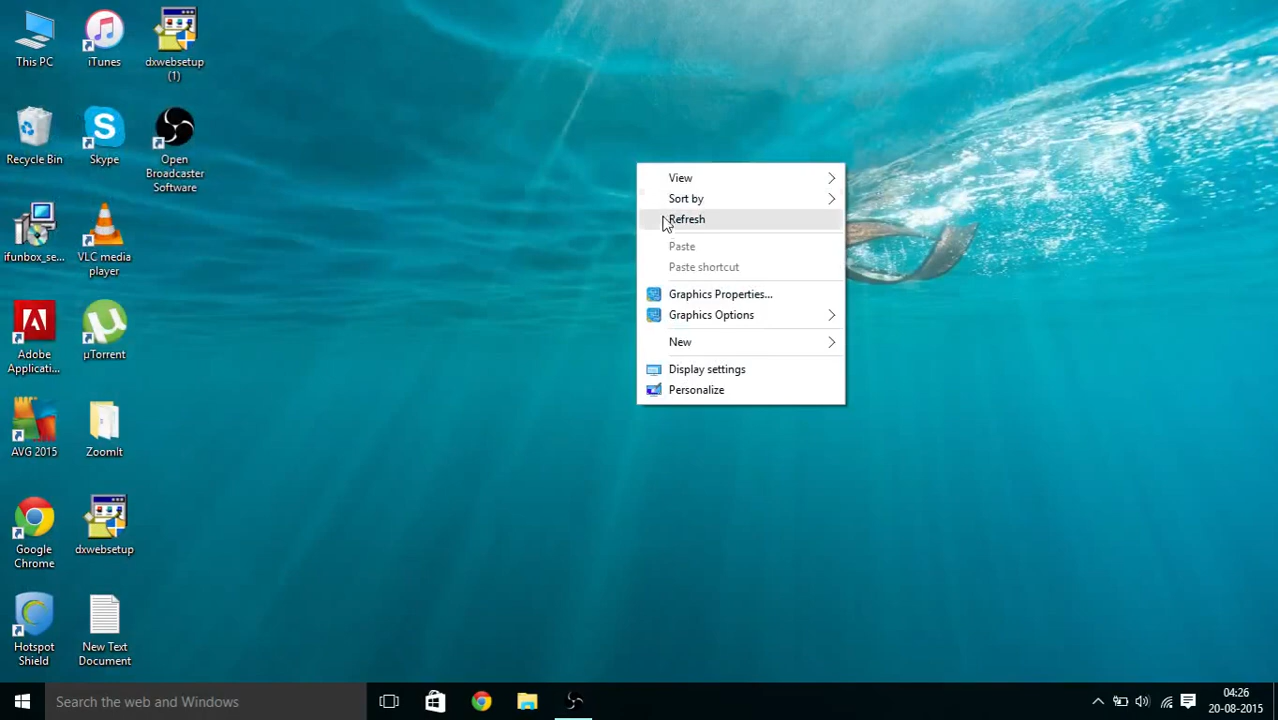 This PC
iTunes
dxwebsetup
(1)
Recycle Bin
Skype
Open
Broadcaster
Software
ifunbox_se...
VLC media
player
Adobe
Applicati...
µTorrent
AVG 2015
ZoomIt
Google
Chrome
dxwebsetup
Hotspot
Shield
New Text
Document
View
Sort by
Refresh
Paste
Paste shortcut
Graphics Properties...
Graphics Options
New
Display settings
Personalize
Search the web and Windows
04:26
20-08-2015